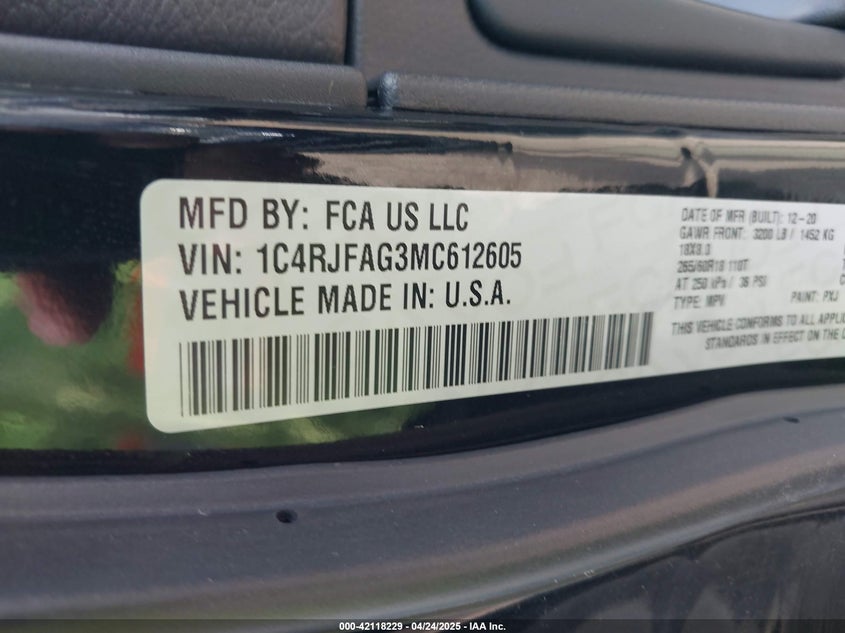 MFD BY: FCA US LLC
VIN: 1C4RJFAG3MC612605
VEHICLE MADE IN: U.S.A.
DATE OF MFR (BUILT): 12-20
GAWR FRONT: 3200 LB / 1452 KG
18X8.0
265/60R18 110T
AT 250 kPa / 36 PSI
TYPE: MPV PAINT: PXJ
THIS VEHICLE CONFORMS TO ALL APPLIC
STANDARDS IN EFFECT ON THE
000-42118229 - 04/24/2025 - IAA Inc.